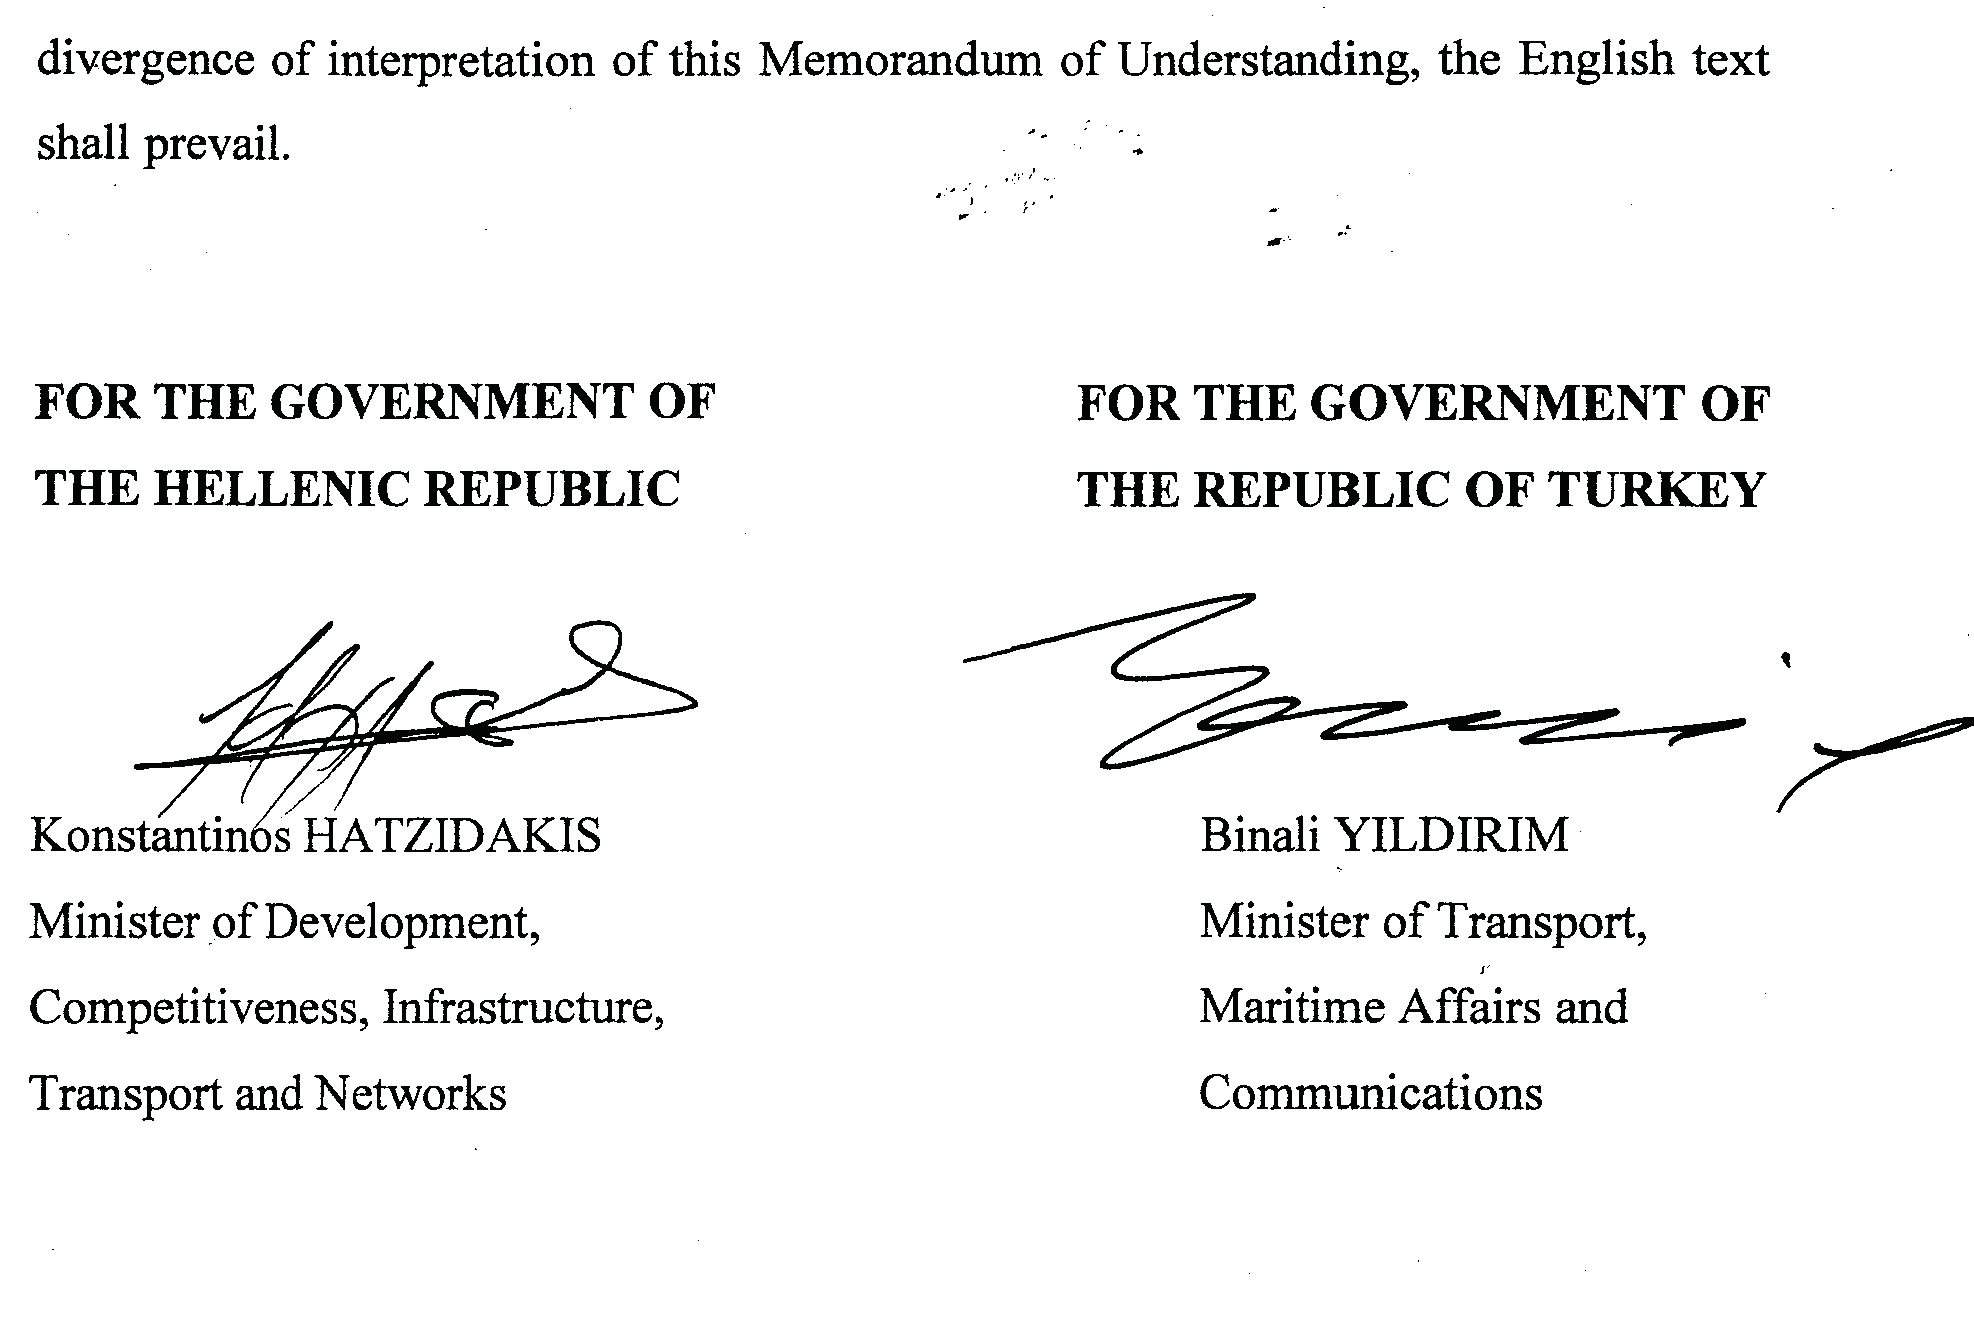 divergence of interpretation of this Memorandum of Understanding, the English text
shall prevail.
FOR THE GOVERNMENT OF
THE HELLENIC REPUBLIC
Konstantinos HATZIDAKIS
Minister of Development,
Competitiveness, Infrastructure,
Transport and Networks
FOR THE GOVERNMENT OF
THE REPUBLIC OF TURKEY
Binali YILDIRIM
Minister of Transport,
Maritime Affairs and
Communications